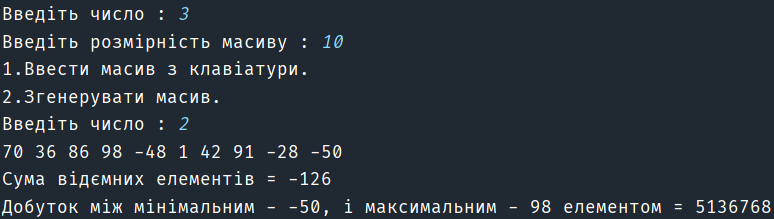 Введіть число : 3
Введіть розмірність масиву : 10
1.Ввести масив з клавіатури.
2.Згенерувати масив.
Введіть число : 2
70 36 86 98 -48 1 42 91 -28 -50
Сума відємних елементів = -126
Добуток між мінімальним - -50, і максимальним - 98 елементом = 5136768